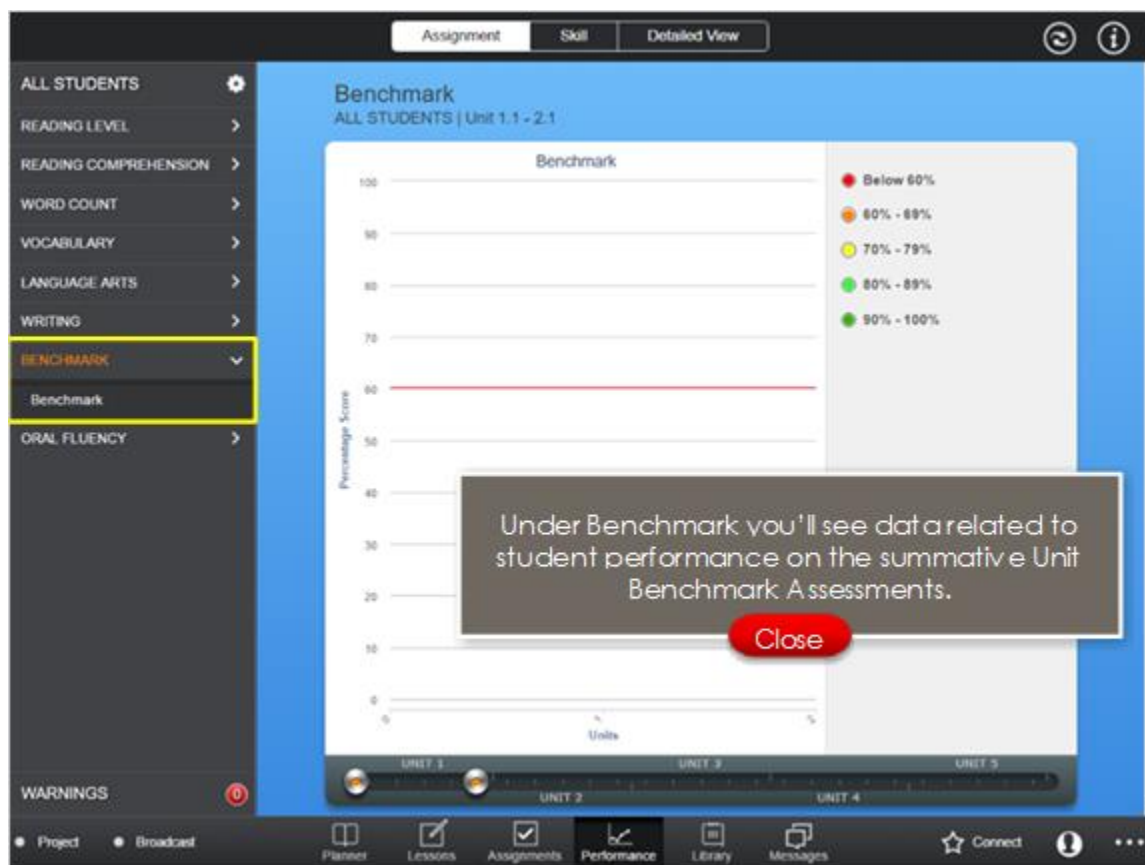 Assignment Skill Detailed View
ALL STUDENTS
READING LEVEL
READING COMPREHENSION
WORD COUNT
VOCABULARY
LANGUAGE ARTS
WRITING
BENCHMARK
Benchmark
ORAL FLUENCY
WARNINGS 0
Benchmark
ALL STUDENTS | Unit 1.1 - 2.1
Benchmark
100
90
80
70
60
50
40
30
20
10
0
Percentage Score
0 1 2
Units
Below 60%
60% - 69%
70% - 79%
80% - 89%
90% - 100%
Under Benchmark you'll see data related to
student performance on the summative Unit
Benchmark Assessments.
Close
UNIT 1 UNIT 3 UNIT 5
UNIT 2 UNIT 4
Project Broadcast Planner Lessons Assignments Performance Library Messages Connect